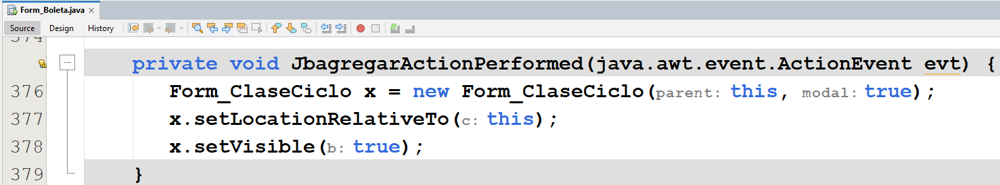 Form_Boleta.java
Source Design History
374
private void JbagregarActionPerformed(java.awt.event.ActionEvent evt) {
376 Form_ClaseCiclo x = new Form_ClaseCiclo(parent: this, modal: true);
377 x.setLocationRelativeTo(c: this);
378 x.setVisible(b: true);
379 }